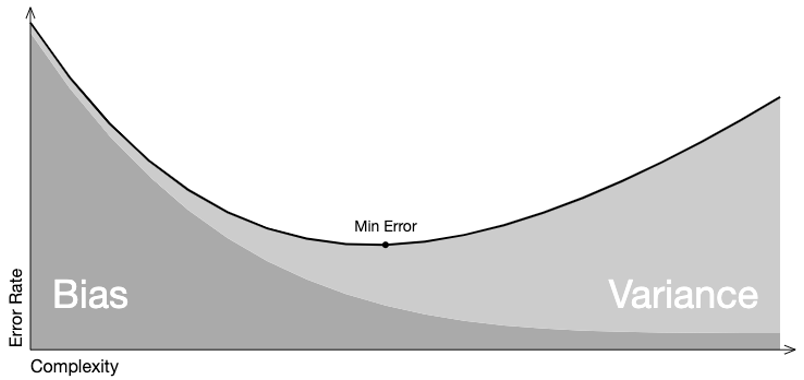 Min Error
Bias
Variance
Error Rate
Complexity